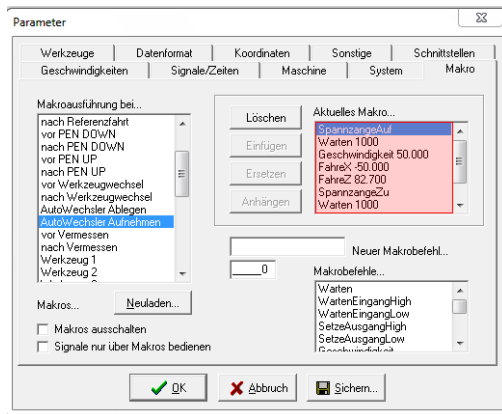 Parameter
Werkzeuge
Datenformat
Koordinaten
Sonstige
Schnittstellen
Geschwindigkeiten
Signale/Zeiten
Maschine
System
Makro
Makroausführung bei...
nach Referenzfahrt
vor PEN DOWN
nach PEN DOWN
vor PEN UP
nach PEN UP
vor Werkzeugwechsel
nach Werkzeugwechsel
AutoWechsler Ablegen
AutoWechsler Aufnehmen
vor Vermessen
nach Vermessen
Werkzeug 1
Werkzeug 2
Makros...
Neuladen...
Makros ausschalten
Signale nur über Makros bedienen
Löschen
Einfügen
Ersetzen
Anhängen
Aktuelles Makro...
SpannzangeAuf
Warten 1000
Geschwindigkeit 50.000
FahreX -50.000
FahreZ 82.700
SpannzangeZu
Warten 1000
Neuer Makrobefehl...
____0
Makrobefehle...
Warten
WartenEingangHigh
WartenEingangLow
SetzeAusgangHigh
SetzeAusgangLow
Geschwindigkeit
OK
Abbruch
Sichern...